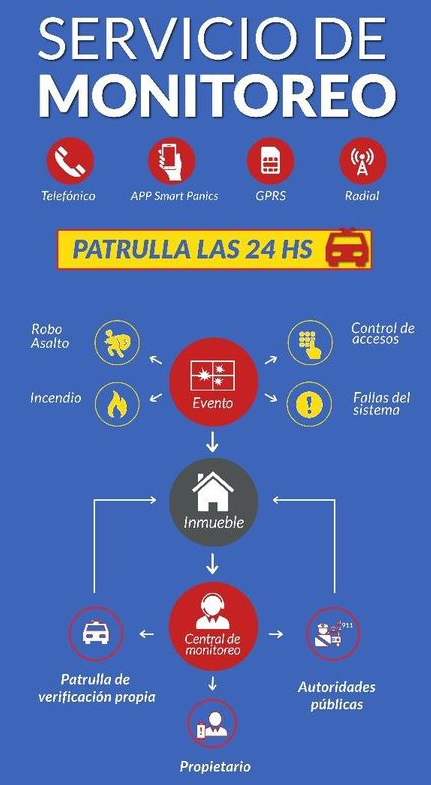 SERVICIO DE
MONITOREO
Telefónico
APP Smart Panics
GPRS
Radial
PATRULLA LAS 24 HS
Robo
Asalto
Control de
accesos
Incendio
Evento
Fallas del
sistema
Inmueble
Central de
monitoreo
911
Patrulla de
verificación propia
Autoridades
públicas
Propietario